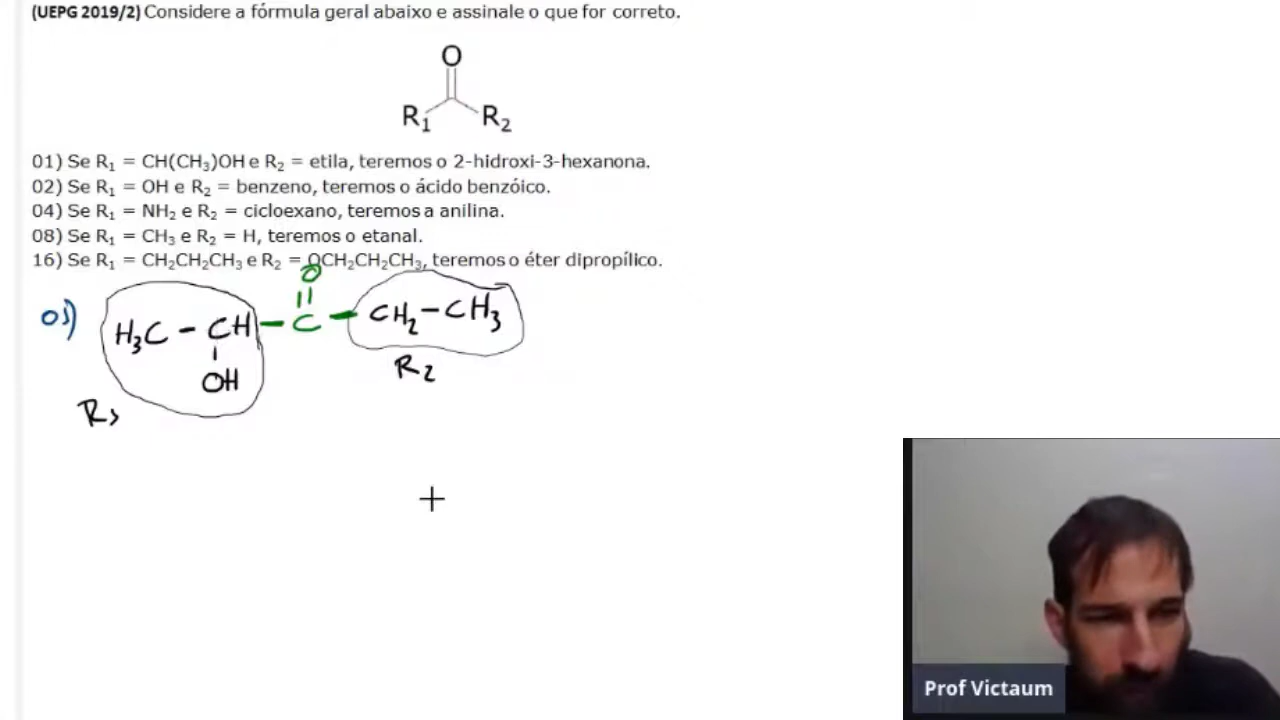 (UEPG 2019/2) Considere a fórmula geral abaixo e assinale o que for correto.
O
R₁ R₂
01) Se R₁ = CH(CH₃)OH e R₂ = etila, teremos o 2-hidroxi-3-hexanona.
02) Se R₁ = OH e R₂ = benzeno, teremos o ácido benzóico.
04) Se R₁ = NH₂ e R₂ = cicloexano, teremos a anilina.
08) Se R₁ = CH₃ e R₂ = H, teremos o etanal.
16) Se R₁ = CH₂CH₂CH₃ e R₂ = OCH₂CH₂CH₃, teremos o éter dipropílico.
O
01) H₃C - CH - C - CH₂ - CH₃
OH
R₂
R₁
Prof Victaum